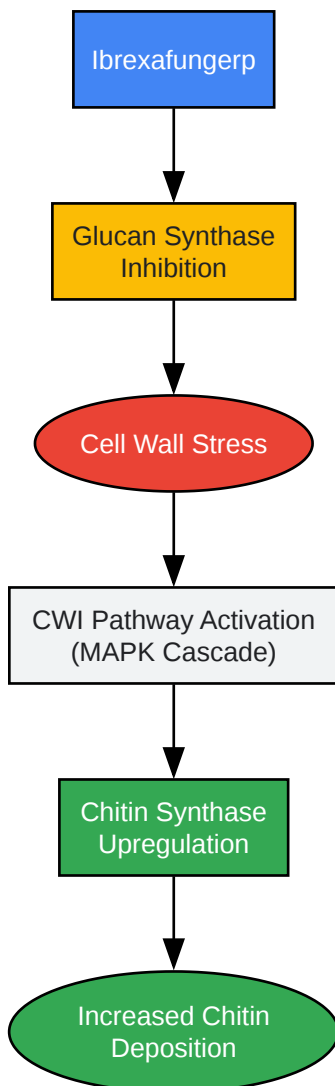 Ibrexafungerp
Glucan Synthase
Inhibition
Cell Wall Stress
CWI Pathway Activation
(MAPK Cascade)
Chitin Synthase
Upregulation
Increased Chitin
Deposition